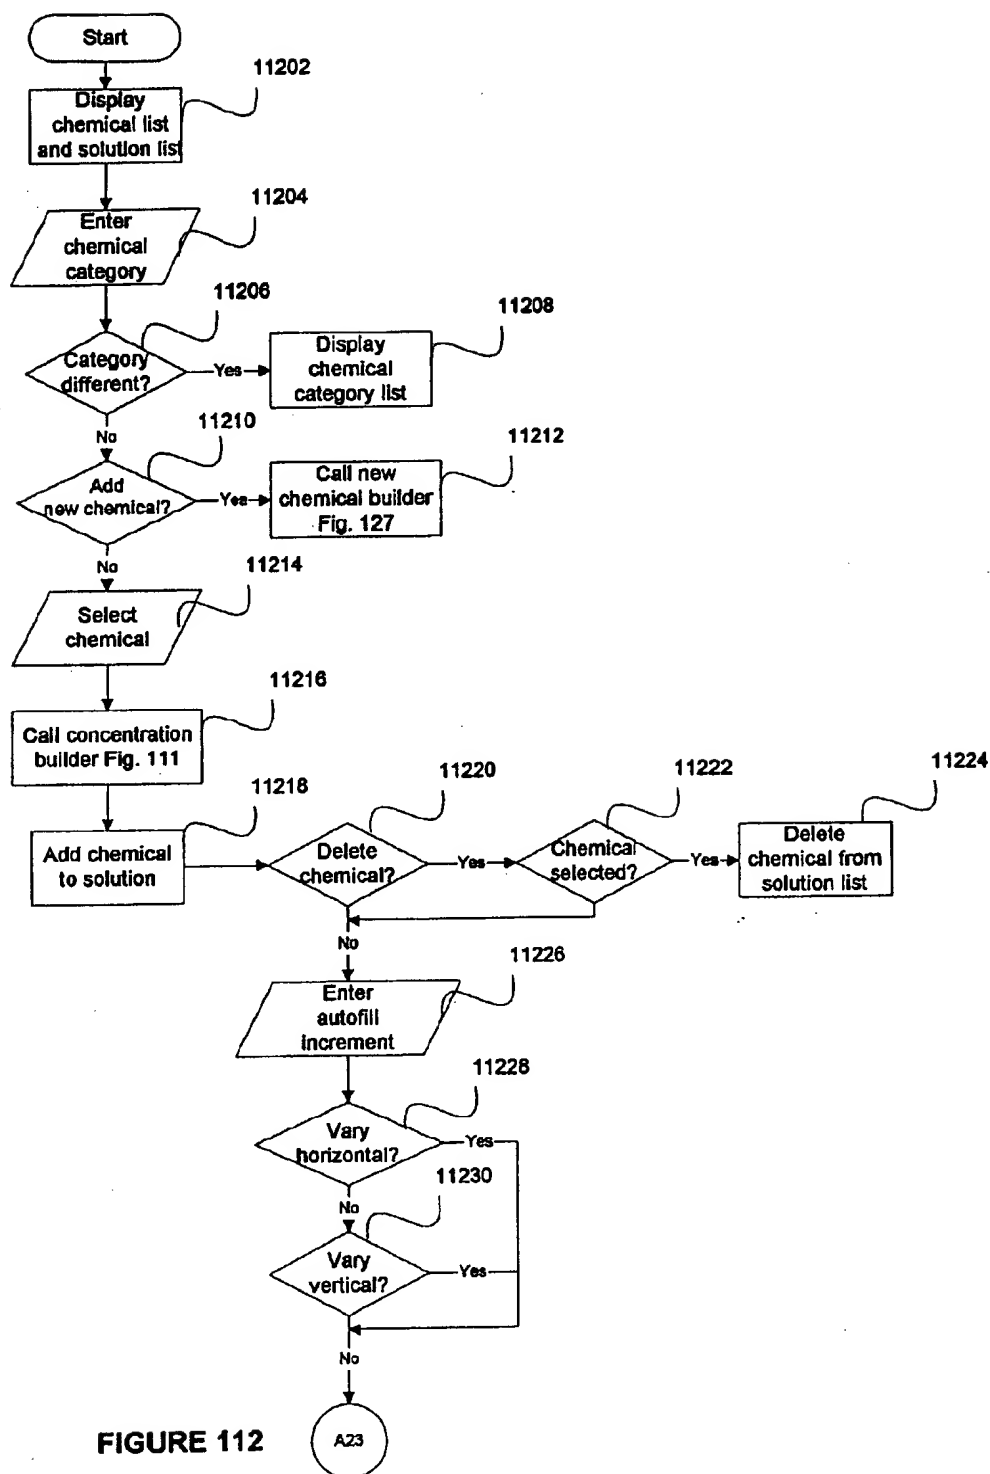 Start
11202
Display
chemical list
and solution list
11204
Enter
chemical
category
11206
Category
different?
Yes
11208
Display
chemical
category list
No
11210
Add
new chemical?
Yes
11212
Call new
chemical builder
Fig. 127
No
11214
Select
chemical
11216
Call concentration
builder Fig. 111
11218
Add chemical
to solution
11220
Delete
chemical?
Yes
11222
Chemical
selected?
Yes
11224
Delete
chemical from
solution list
No
11226
Enter
autofill
increment
11228
Vary
horizontal?
Yes
No
11230
Vary
vertical?
Yes
No
A23
FIGURE 112